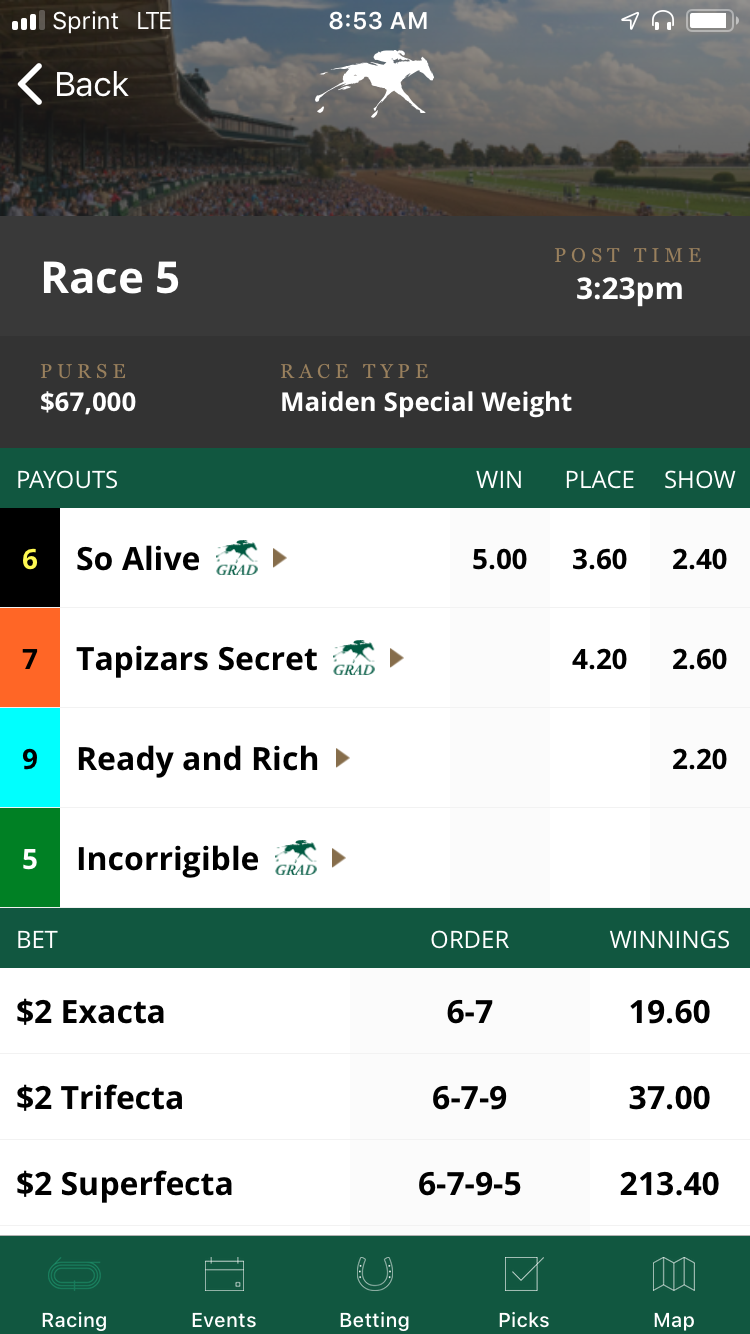 Sprint LTE 8:53 AM
Back
Race 5
POST TIME
3:23pm
PURSE
$67,000
RACE TYPE
Maiden Special Weight
PAYOUTS WIN PLACE SHOW
6 So Alive GRAD 5.00 3.60 2.40
7 Tapizars Secret GRAD 4.20 2.60
9 Ready and Rich 2.20
5 Incorrigible GRAD
BET ORDER WINNINGS
$2 Exacta 6-7 19.60
$2 Trifecta 6-7-9 37.00
$2 Superfecta 6-7-9-5 213.40
Racing Events Betting Picks Map